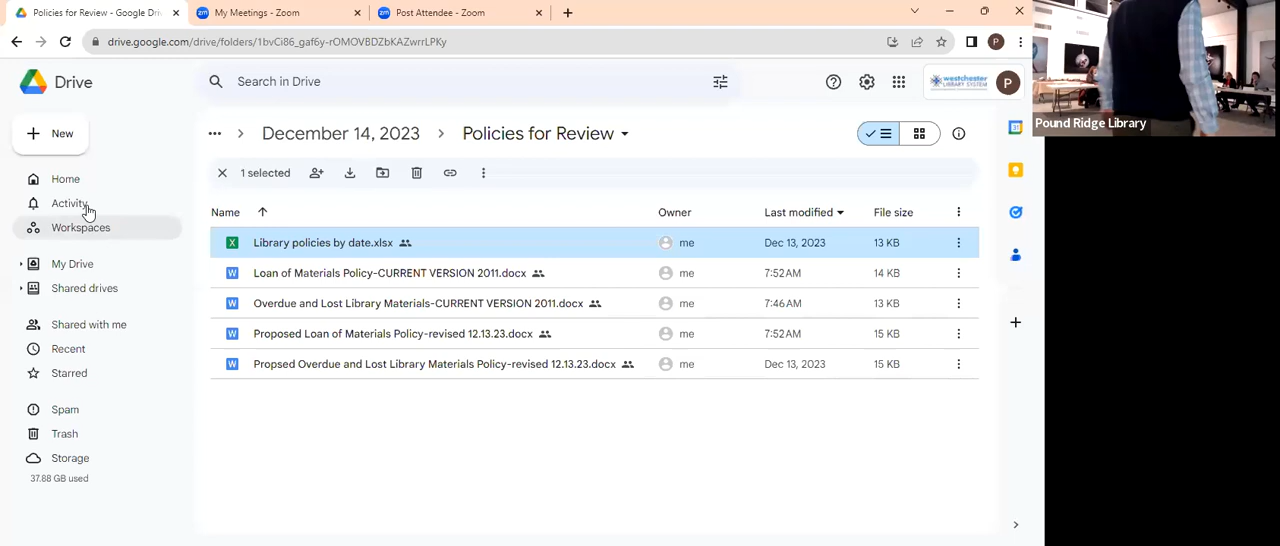 Policies for Review - Google Dri
My Meetings - Zoom
Post Attendee - Zoom
drive.google.com/drive/folders/1bvCi86_gaf6y-rOMOVBDZbKAZwrrLPKy
P
Drive
Search in Drive
westchester
LIBRARY SYSTEM
P
Pound Ridge Library
New
December 14, 2023
Policies for Review
1 selected
Home
Activity
Workspaces
My Drive
Shared drives
Shared with me
Recent
Starred
Spam
Trash
Storage
37.88 GB used
Name Owner Last modified File size
Library policies by date.xlsx me Dec 13, 2023 13 KB
Loan of Materials Policy-CURRENT VERSION 2011.docx me 7:52 AM 14 KB
Overdue and Lost Library Materials-CURRENT VERSION 2011.docx me 7:46 AM 13 KB
Proposed Loan of Materials Policy-revised 12.13.23.docx me 7:52 AM 15 KB
Propsed Overdue and Lost Library Materials Policy-revised 12.13.23.docx me Dec 13, 2023 15 KB